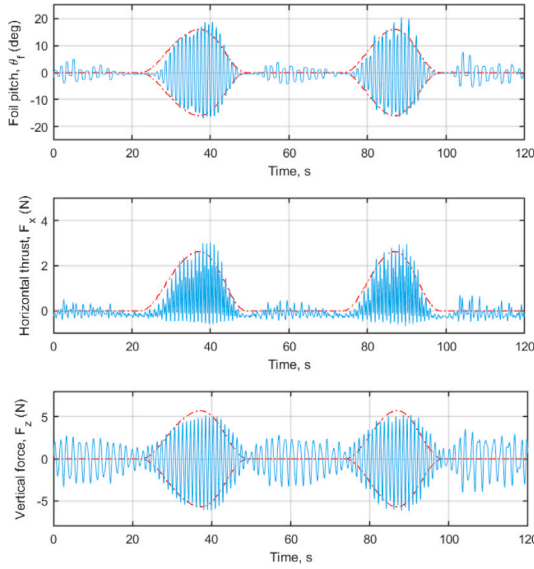 Foil pitch, θf (deg)
20
10
0
-10
-20
0 20 40 60 80 100 120
Time, s
Horizontal thrust, Fx (N)
4
2
0
0 20 40 60 80 100 120
Time, s
Vertical force, Fz (N)
5
0
-5
0 20 40 60 80 100 120
Time, s